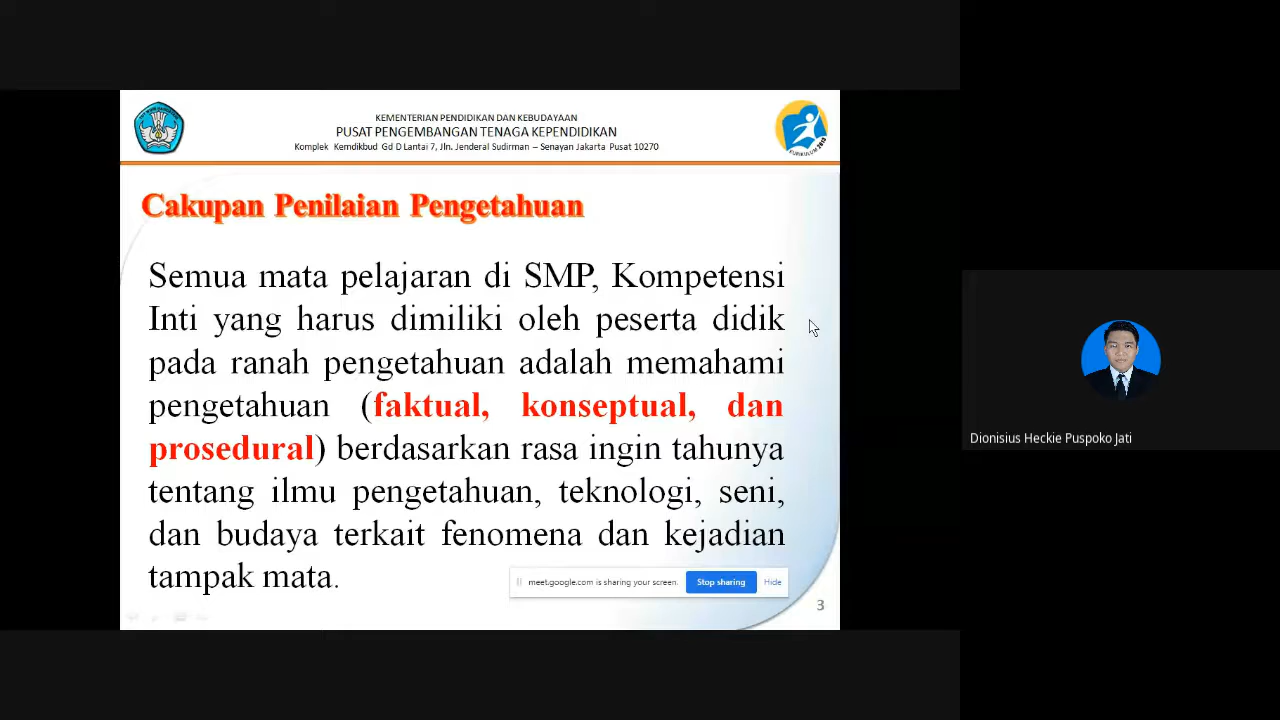 KEMENTERIAN PENDIDIKAN DAN KEBUDAYAAN
PUSAT PENGEMBANGAN TENAGA KEPENDIDIKAN
Komplek Kemdikbud Gd D Lantai 7, Jln. Jenderal Sudirman – Senayan Jakarta Pusat 10270
KURIKULUM 2013
Cakupan Penilaian Pengetahuan
Semua mata pelajaran di SMP, Kompetensi
Inti yang harus dimiliki oleh peserta didik
pada ranah pengetahuan adalah memahami
pengetahuan (faktual, konseptual, dan
prosedural) berdasarkan rasa ingin tahunya
tentang ilmu pengetahuan, teknologi, seni,
dan budaya terkait fenomena dan kejadian
tampak mata.
meet.google.com is sharing your screen.
Stop sharing
Hide
3
Dionisius Heckie Puspoko Jati